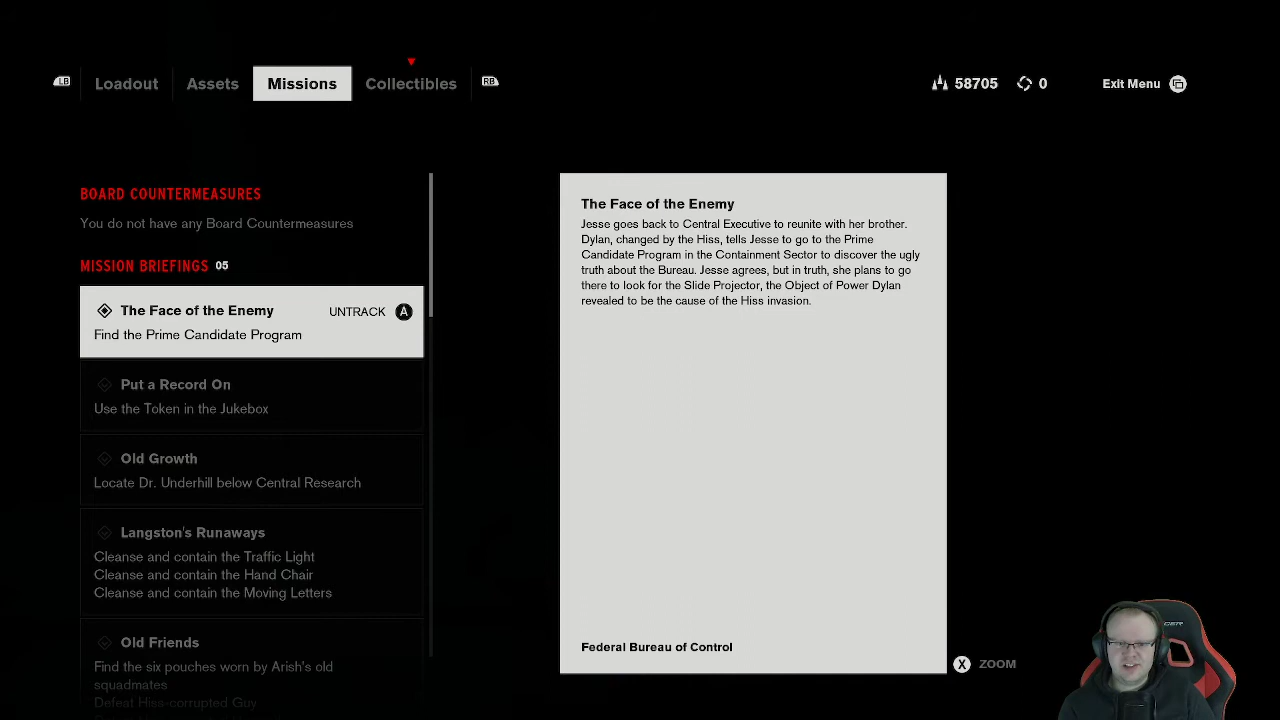 LB Loadout Assets Missions Collectibles RB 58705 0 Exit Menu
BOARD COUNTERMEASURES
You do not have any Board Countermeasures
MISSION BRIEFINGS 05
The Face of the Enemy UNTRACK A
Find the Prime Candidate Program
Put a Record On
Use the Token in the Jukebox
Old Growth
Locate Dr. Underhill below Central Research
Langston's Runaways
Cleanse and contain the Traffic Light
Cleanse and contain the Hand Chair
Cleanse and contain the Moving Letters
Old Friends
Find the six pouches worn by Arish's old
squadmates
Defeat Hiss-corrupted Guy
The Face of the Enemy
Jesse goes back to Central Executive to reunite with her brother.
Dylan, changed by the Hiss, tells Jesse to go to the Prime
Candidate Program in the Containment Sector to discover the ugly
truth about the Bureau. Jesse agrees, but in truth, she plans to go
there to look for the Slide Projector, the Object of Power Dylan
revealed to be the cause of the Hiss invasion.
Federal Bureau of Control
X ZOOM